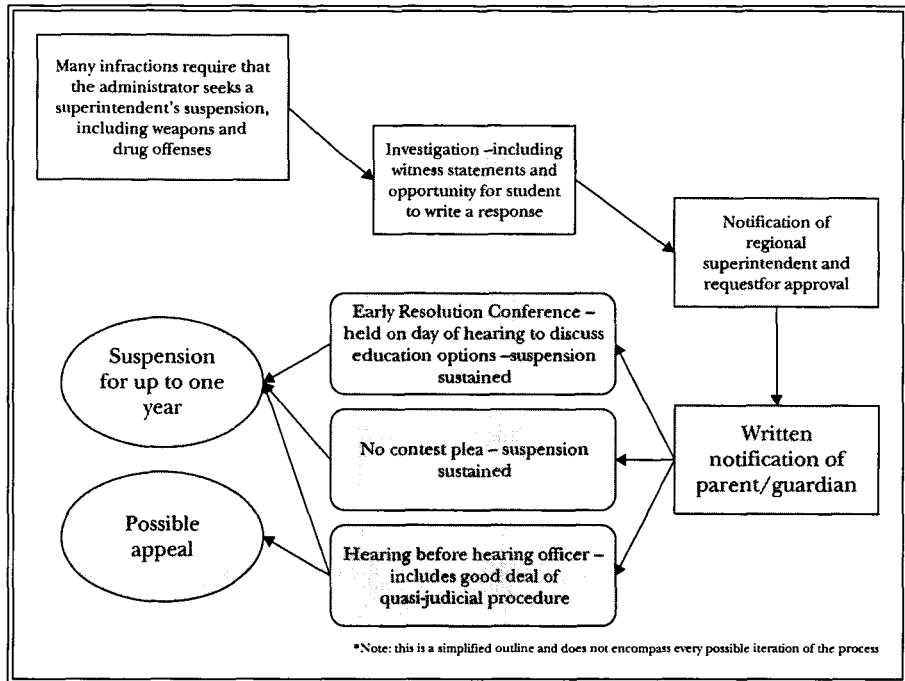 Many infractions require that
the administrator seeks a
superintendent's suspension,
including weapons and
drug offenses
Investigation –including
witness statements and
opportunity for student
to write a response
Notification of
regional
superintendent and
requestfor approval
Written
notification of
parent/guardian
Early Resolution Conference –
held on day of hearing to discuss
education options –suspension
sustained
No contest plea – suspension
sustained
Hearing before hearing officer –
includes good deal of
quasi-judicial procedure
Suspension
for up to one
year
Possible
appeal
*Note: this is a simplified outline and does not encompass every possible iteration of the process